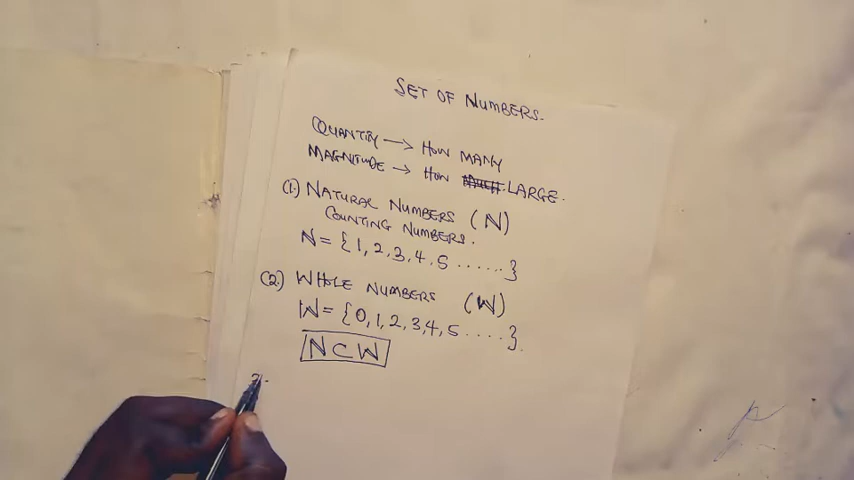 SET OF NUMBERS.
QUANTITY → HOW MANY
MAGNITUDE → HOW LARGE.
(1.) NATURAL NUMBERS (N)
COUNTING NUMBERS.
N = {1, 2, 3, 4, 5 ......}
(2.) WHOLE NUMBERS (W)
W = {0, 1, 2, 3, 4, 5 ....}.
N ⊂ W